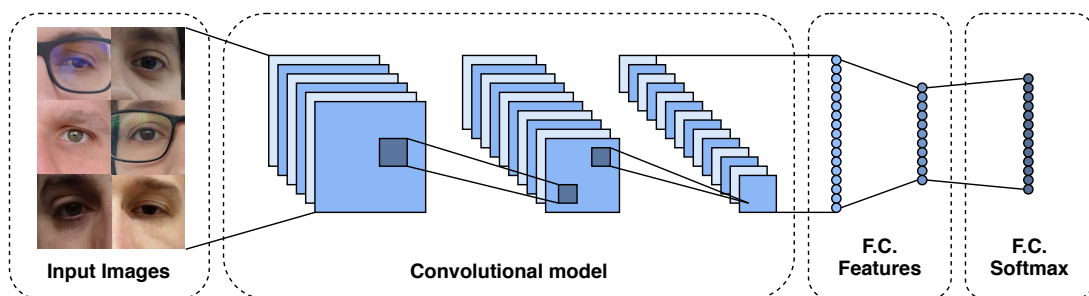 Input Images
Convolutional model
F.C.
Features
F.C.
Softmax